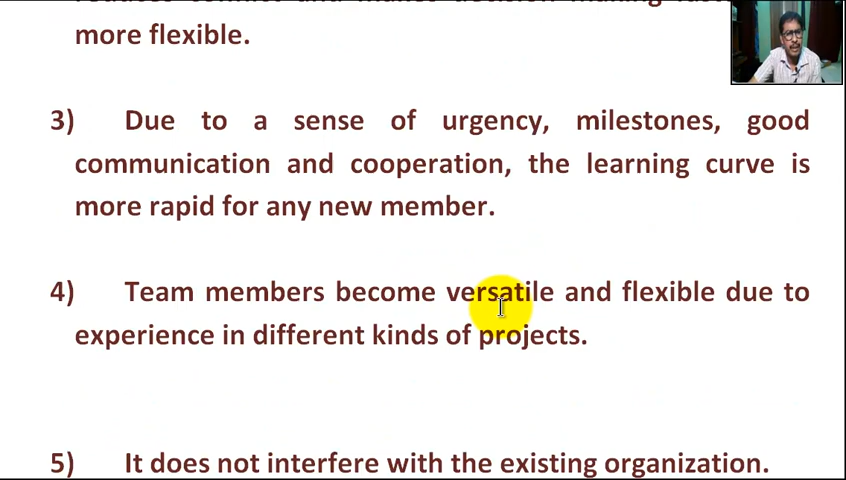 more flexible.
3) Due to a sense of urgency, milestones, good
communication and cooperation, the learning curve is
more rapid for any new member.
4) Team members become versatile and flexible due to
experience in different kinds of projects.
5) It does not interfere with the existing organization.